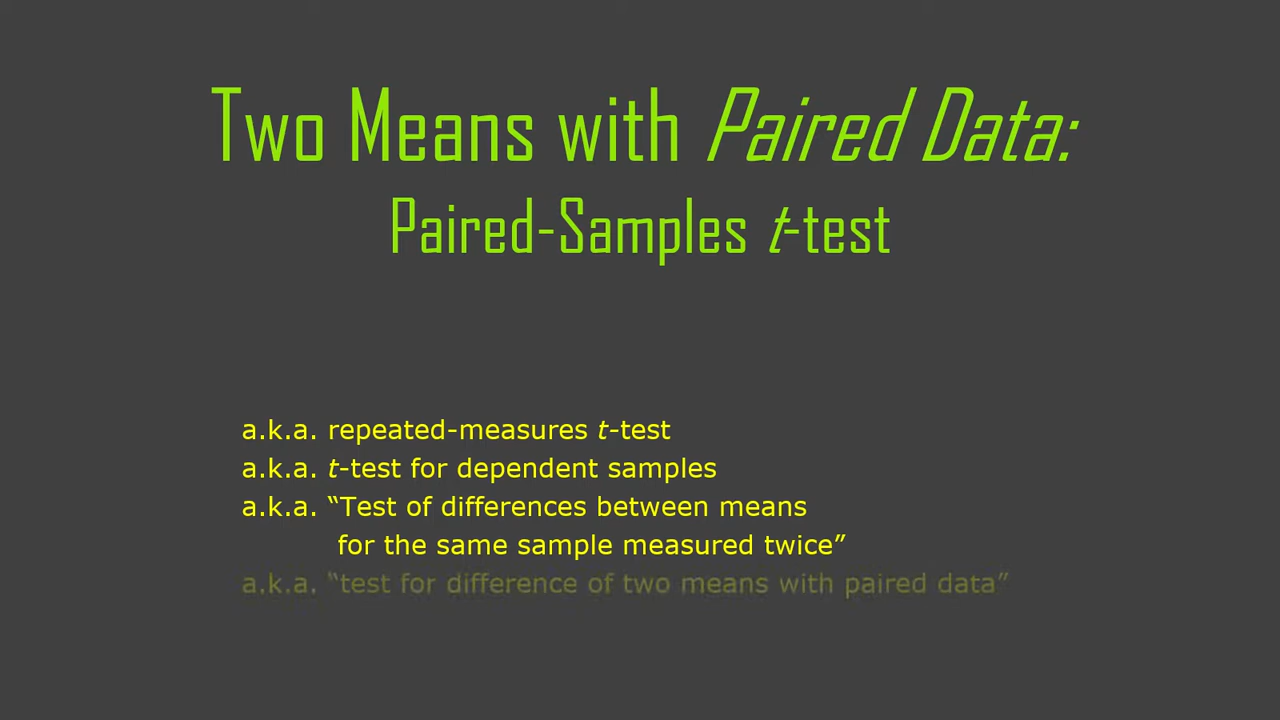 Two Means with Paired Data:
Paired-Samples t-test
a.k.a. repeated-measures t-test
a.k.a. t-test for dependent samples
a.k.a. “Test of differences between means
for the same sample measured twice”
a.k.a. “test for difference of two means with paired data”